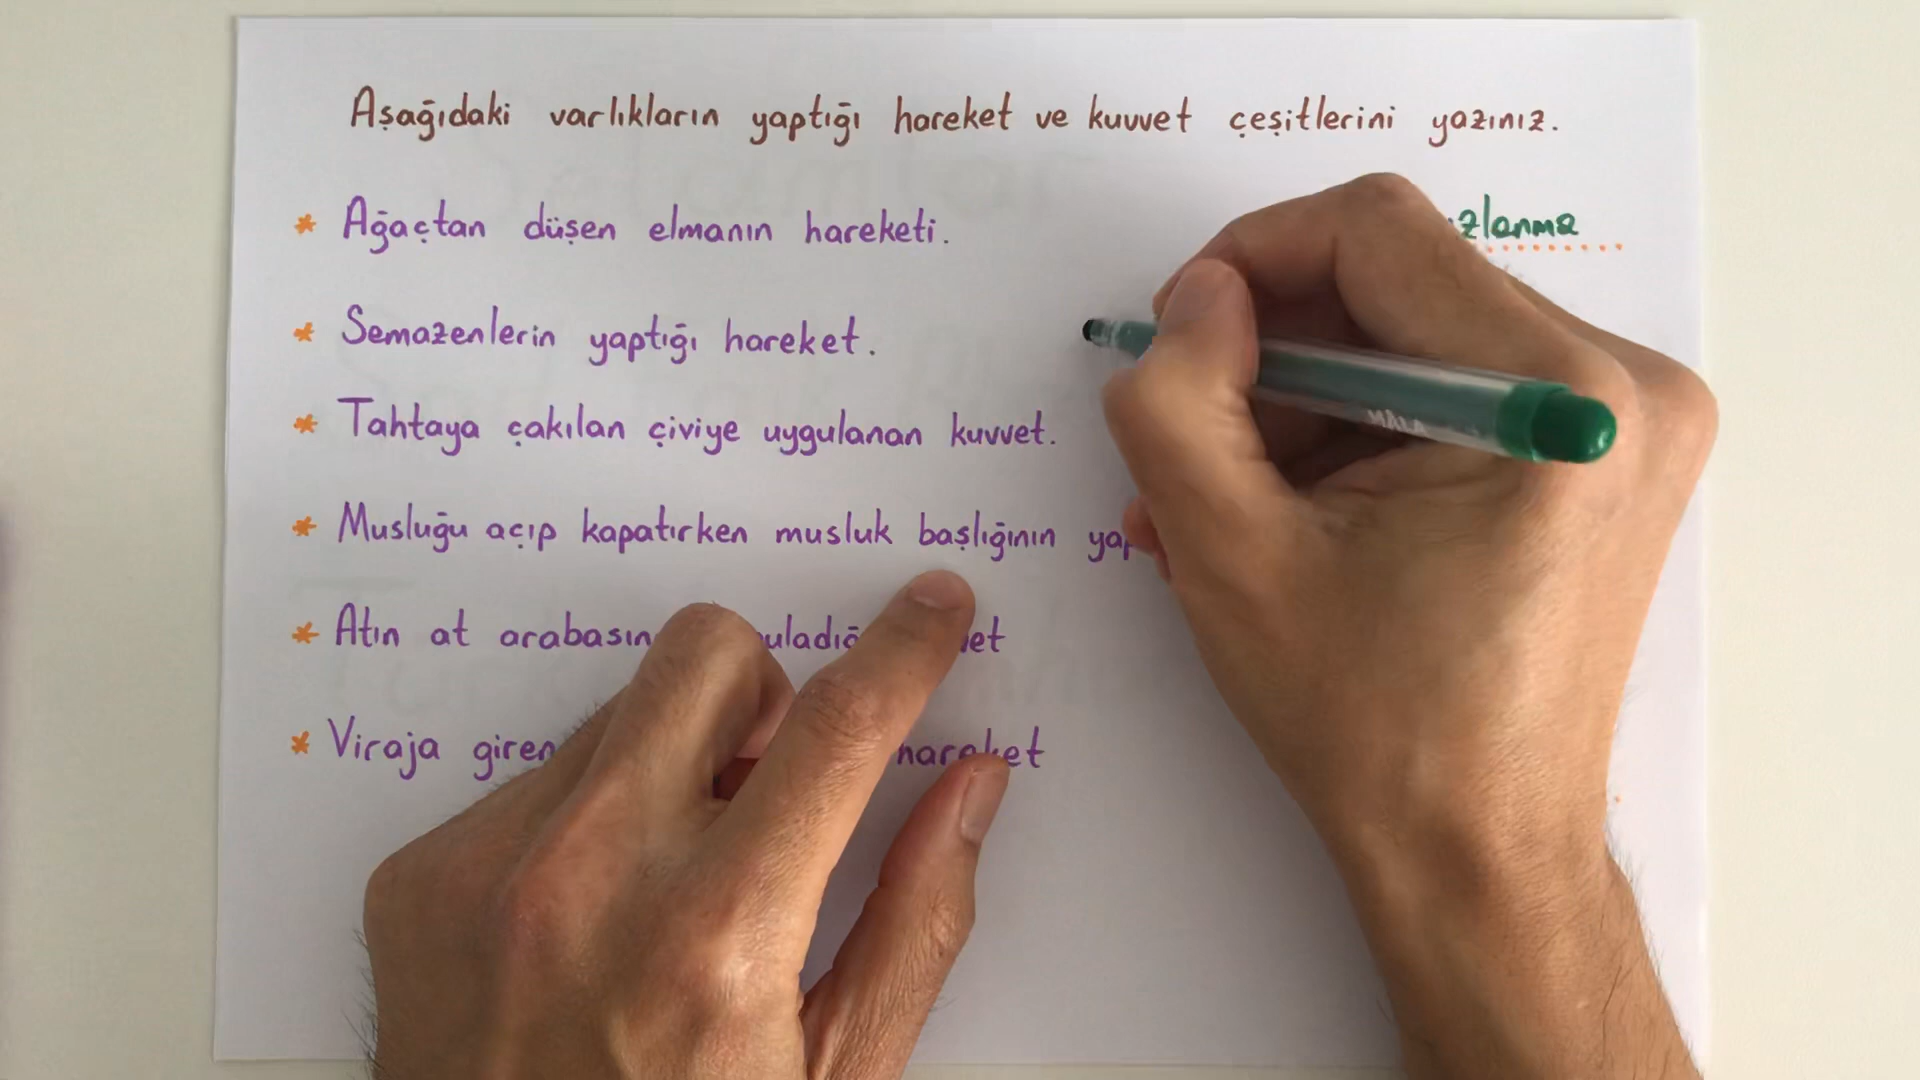 Aşağıdaki varlıkların yaptığı hareket ve kuvvet çeşitlerini yazınız.
* Ağaçtan düşen elmanın hareketi.
* Semazenlerin yaptığı hareket.
* Tahtaya çakılan çiviye uygulanan kuvvet.
* Musluğu açıp kapatırken musluk başlığının
* Atın at
* Viraja giren hareket